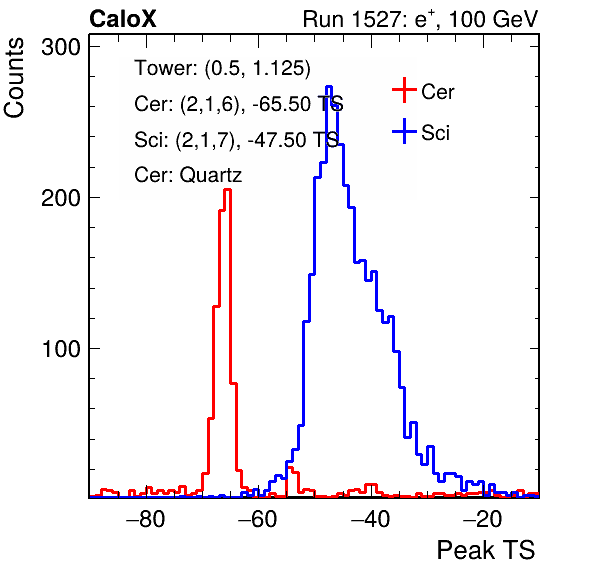 CaloX Run 1527: e⁺, 100 GeV
Counts
300
200
100
Tower: (0.5, 1.125)
Cer: (2,1,6), -65.50 TS
Sci: (2,1,7), -47.50 TS
Cer: Quartz
Cer
Sci
−80 −60 −40 −20
Peak TS